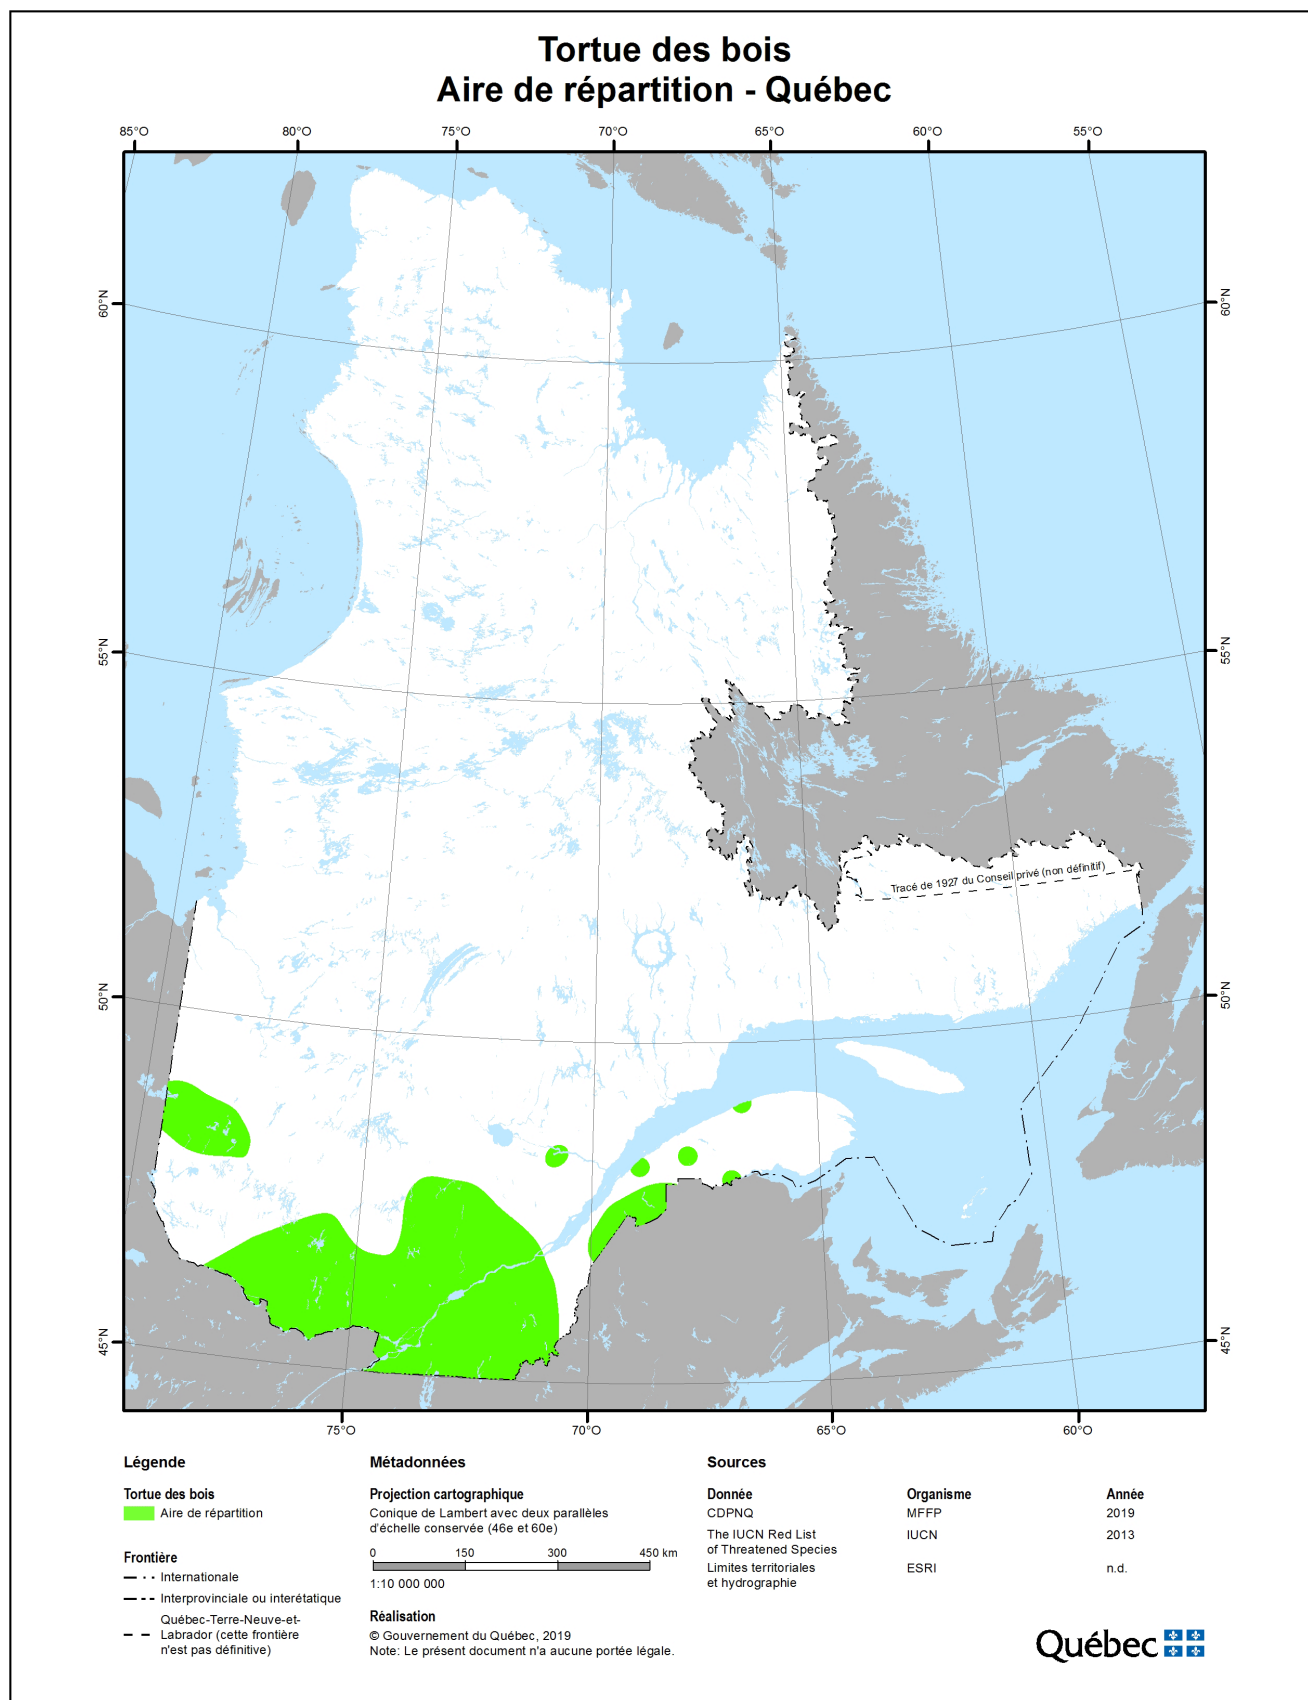 Tortue des bois
Aire de répartition - Québec
85°O 80°O 75°O 70°O 65°O 60°O 55°O
60°N 60°N
55°N 55°N
Tracé de 1927 du Conseil privé (non définitif)
50°N 50°N
45°N 45°N
75°O 70°O 65°O 60°O
Légende
Tortue des bois
Aire de répartition
Frontière
Internationale
Interprovinciale ou interétatique
Québec-Terre-Neuve-et-
Labrador (cette frontière
n'est pas définitive)
Métadonnées
Projection cartographique
Conique de Lambert avec deux parallèles
d'échelle conservée (46e et 60e)
0 150 300 450 km
1:10 000 000
Réalisation
© Gouvernement du Québec, 2019
Note: Le présent document n'a aucune portée légale.
Sources
Donnée Organisme Année
CDPNQ MFFP 2019
The IUCN Red List IUCN 2013
of Threatened Species
Limites territoriales ESRI n.d.
et hydrographie
Québec